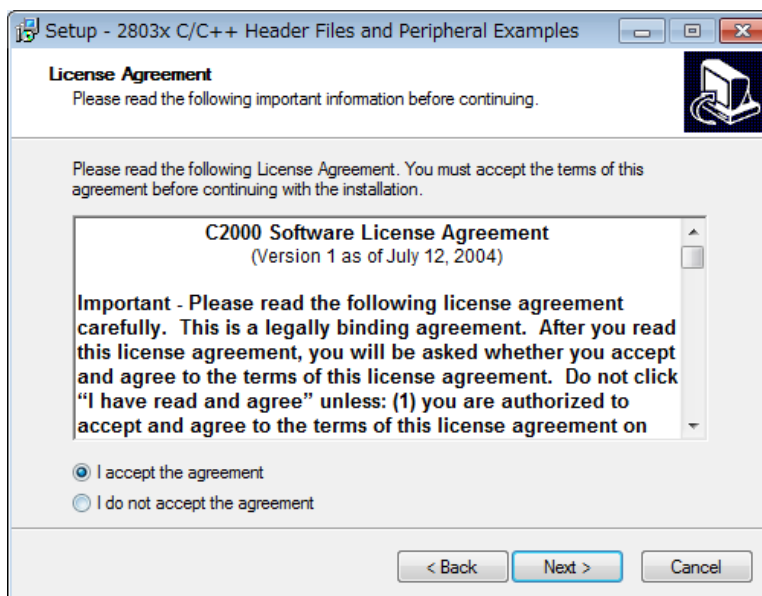 Setup - 2803x C/C++ Header Files and Peripheral Examples
License Agreement
Please read the following important information before continuing.
Please read the following License Agreement. You must accept the terms of this
agreement before continuing with the installation.
C2000 Software License Agreement
(Version 1 as of July 12, 2004)
Important - Please read the following license agreement
carefully.  This is a legally binding agreement.  After you read
this license agreement, you will be asked whether you accept
and agree to the terms of this license agreement.  Do not click
“I have read and agree” unless: (1) you are authorized to
accept and agree to the terms of this license agreement on
I accept the agreement
I do not accept the agreement
< Back
Next >
Cancel